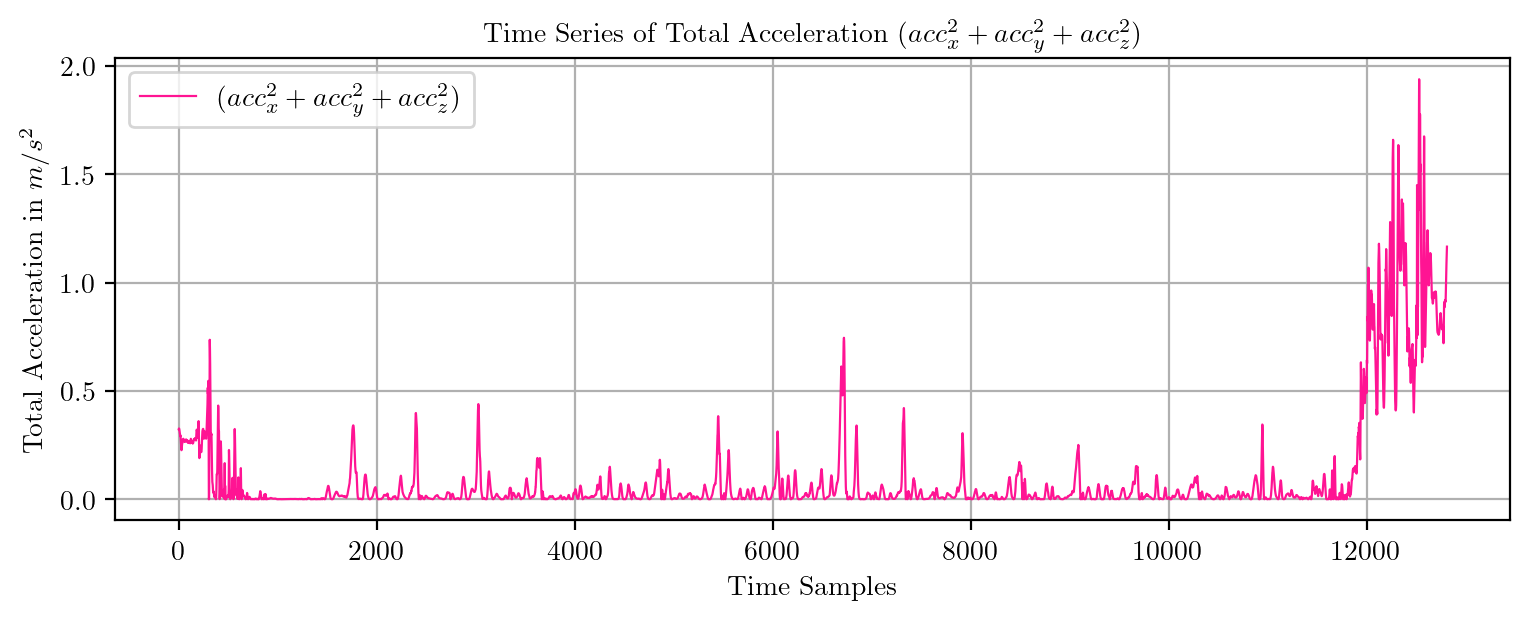 Time Series of Total Acceleration $(acc_x^2 + acc_y^2 + acc_z^2)$
$(acc_x^2 + acc_y^2 + acc_z^2)$
Total Acceleration in $m/s^2$
2.0
1.5
1.0
0.5
0.0
0 2000 4000 6000 8000 10000 12000
Time Samples